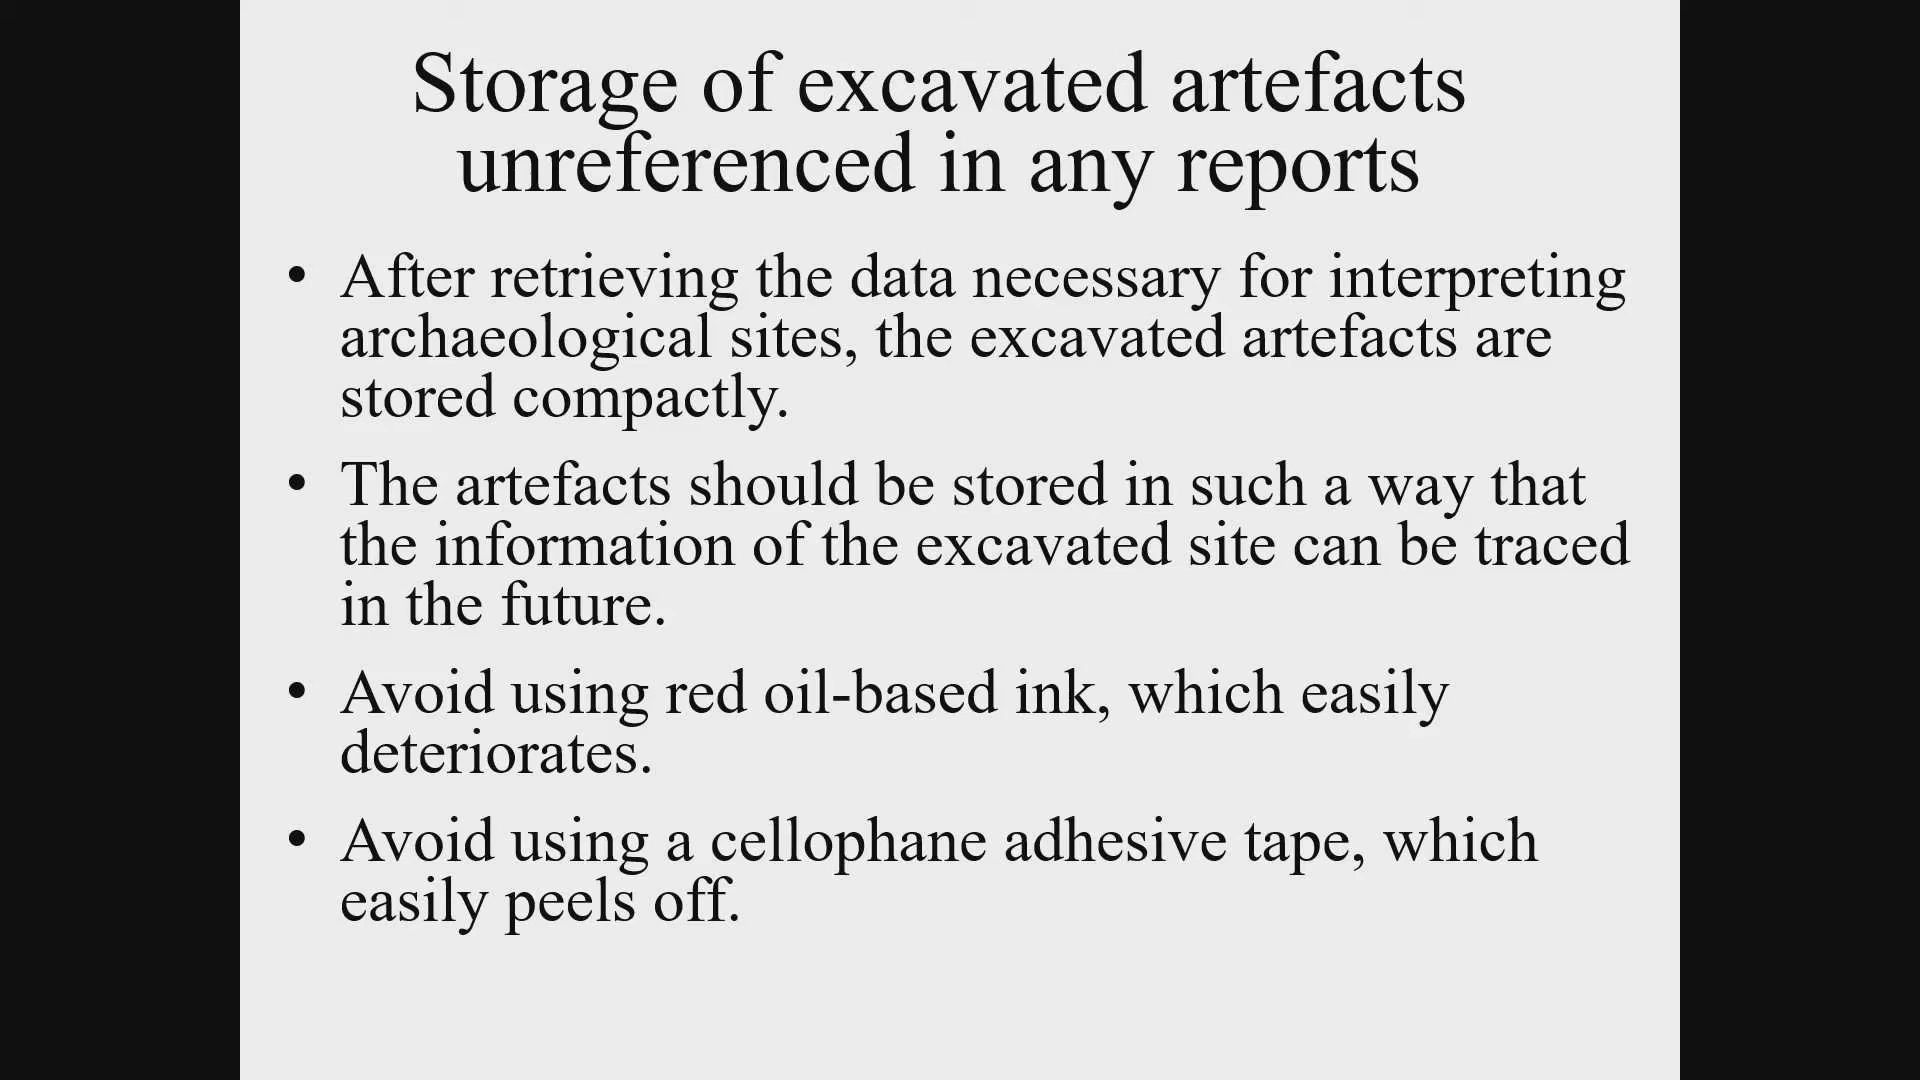 Storage of excavated artefacts
unreferenced in any reports
• After retrieving the data necessary for interpreting
archaeological sites, the excavated artefacts are
stored compactly.
• The artefacts should be stored in such a way that
the information of the excavated site can be traced
in the future.
• Avoid using red oil-based ink, which easily
deteriorates.
• Avoid using a cellophane adhesive tape, which
easily peels off.